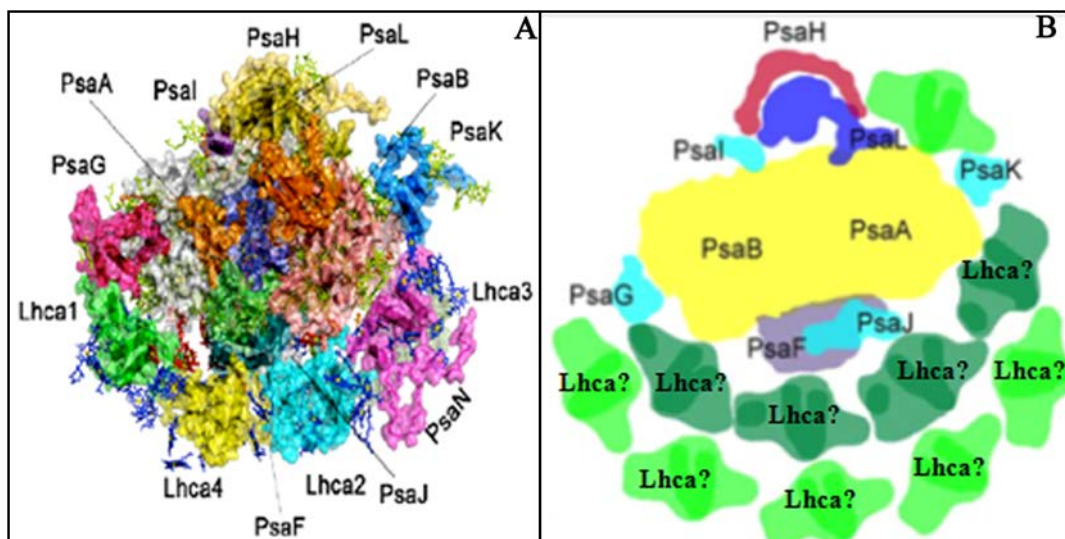 A
PsaH
PsaL
PsaA
PsaI
PsaB
PsaK
PsaG
Lhca1
Lhca3
PsaN
Lhca4
Lhca2
PsaJ
PsaF
B
PsaH
PsaI
PsaL
PsaK
PsaB
PsaA
Lhca?
PsaG
PsaJ
PsaF
Lhca?
Lhca?
Lhca?
Lhca?
Lhca?
Lhca?
Lhca?
Lhca?